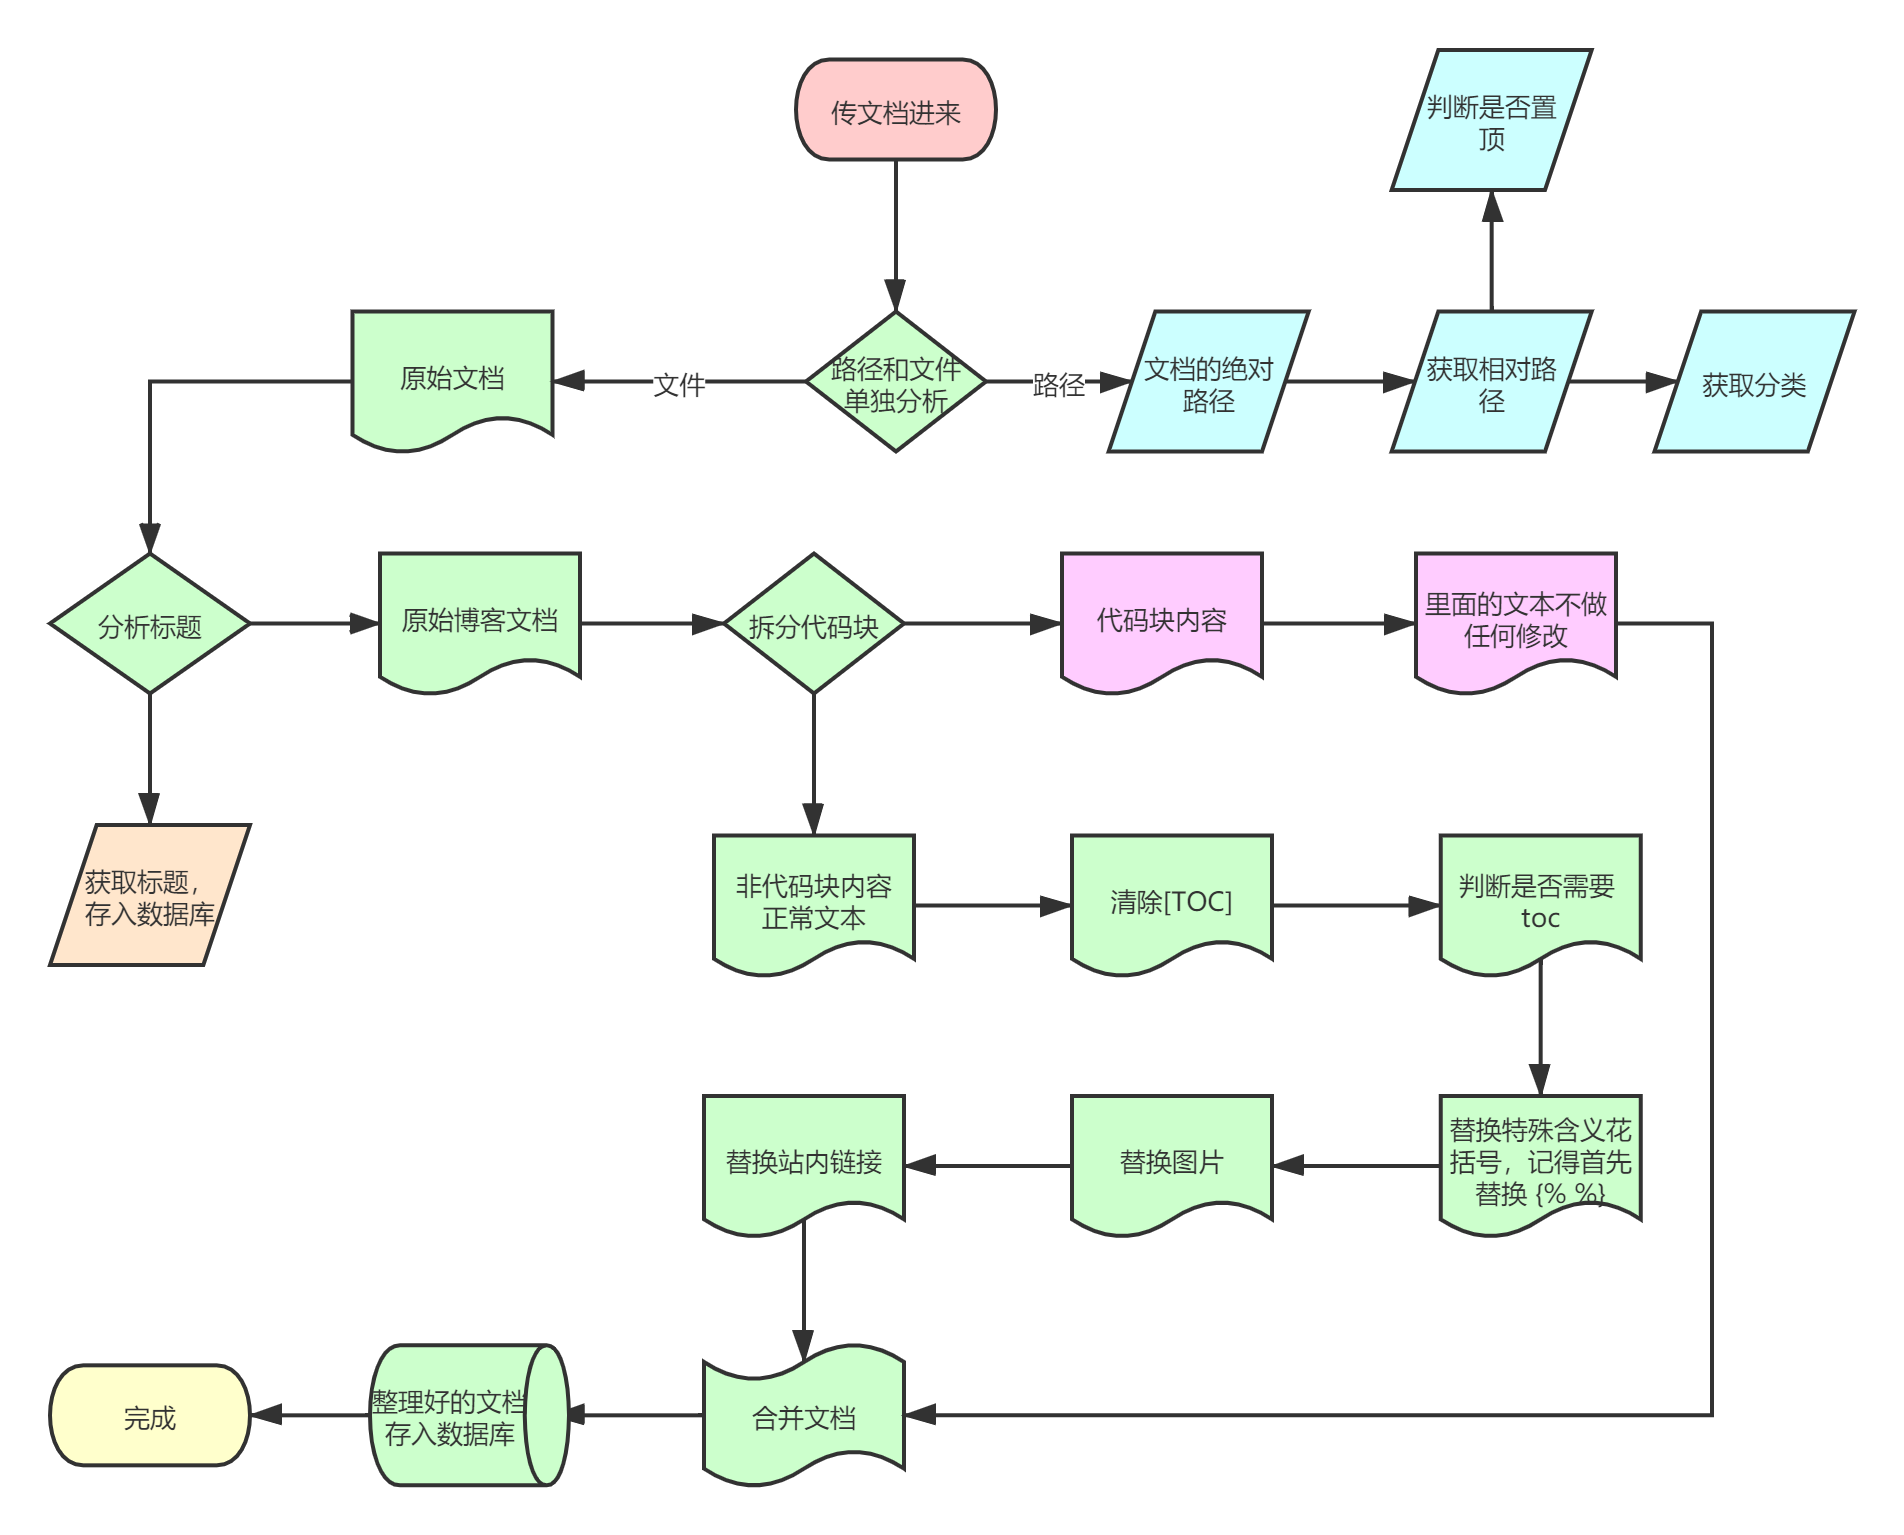 传文档进来
判断是否置
顶
原始文档
文件
路径和文件
单独分析
路径
文档的绝对
路径
获取相对路
径
获取分类
分析标题
原始博客文档
拆分代码块
代码块内容
里面的文本不做
任何修改
获取标题，
存入数据库
非代码块内容
正常文本
清除[TOC]
判断是否需要
toc
替换站内链接
替换图片
替换特殊含义花
括号，记得首先
替换 {% %}
完成
整理好的文档
存入数据库
合并文档